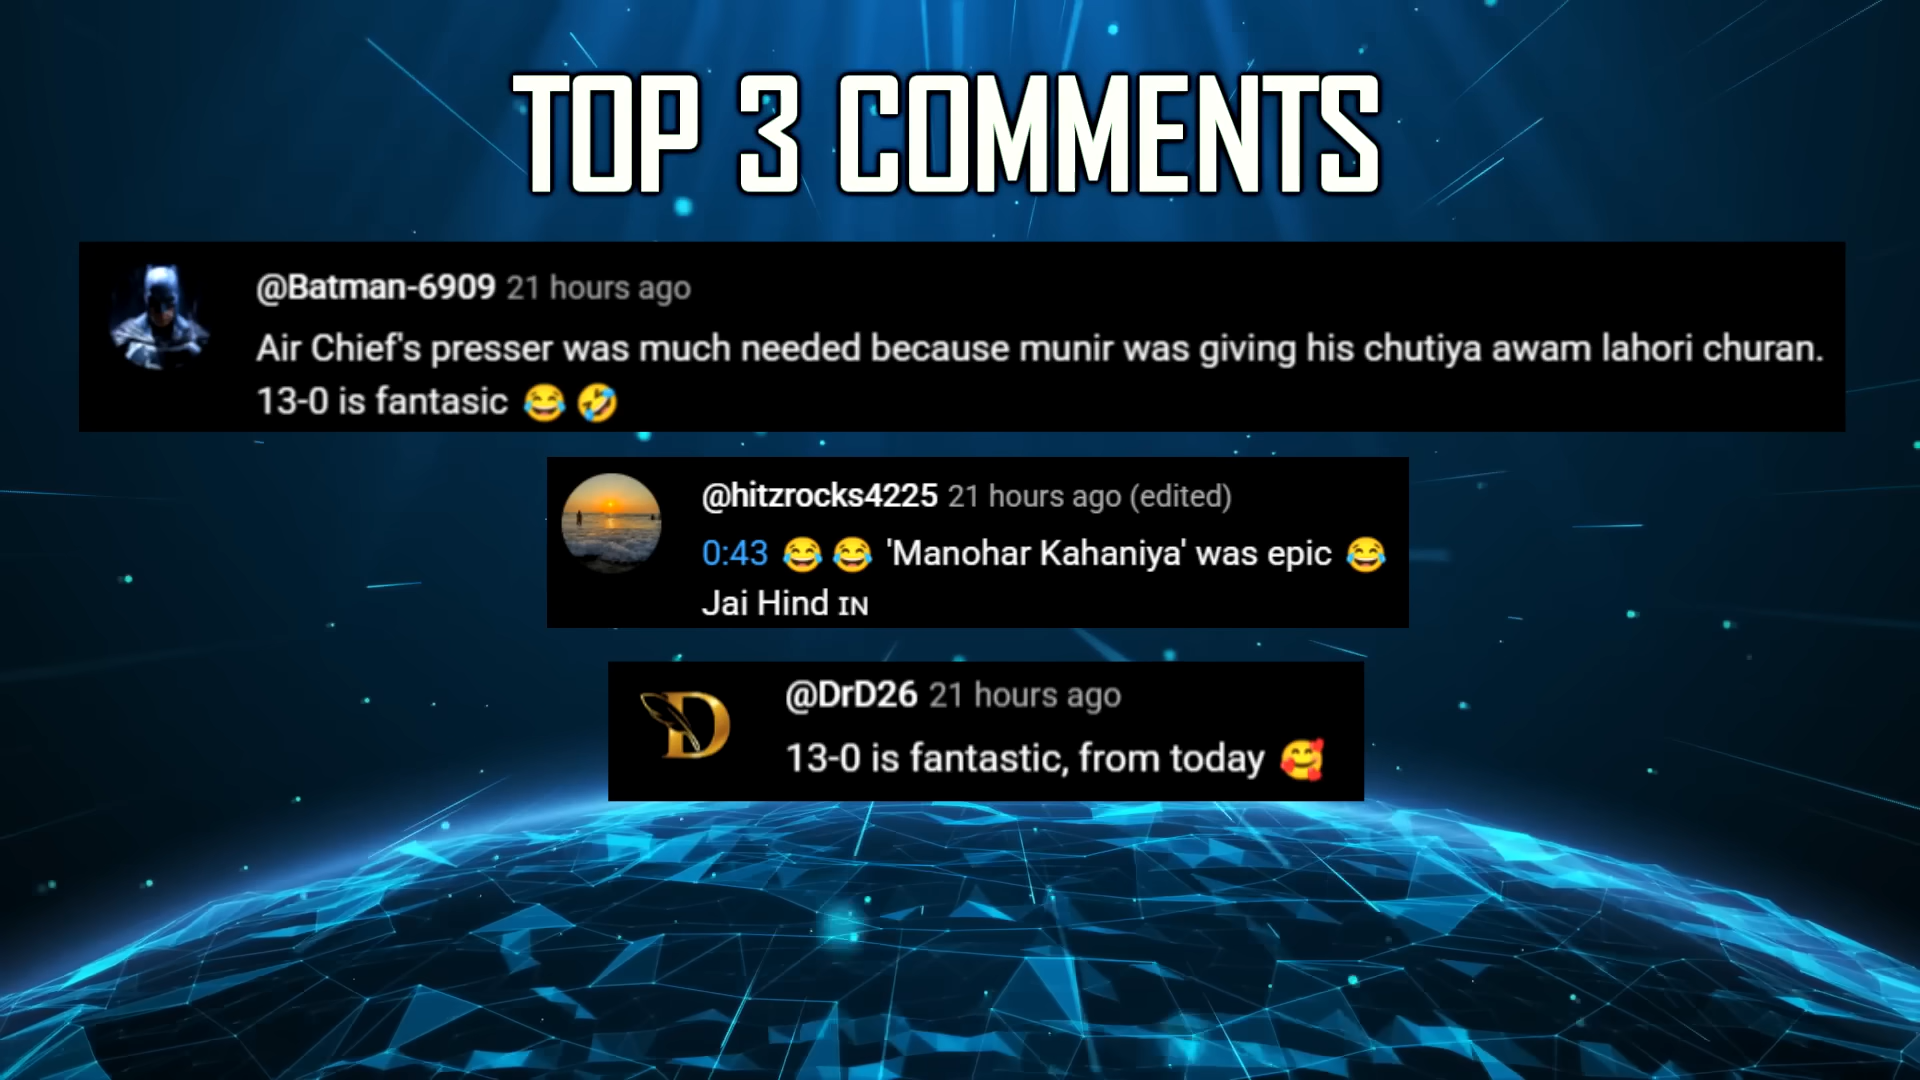 TOP 3 COMMENTS
@Batman-6909 21 hours ago
Air Chief's presser was much needed because munir was giving his chutiya awam lahori churan.
13-0 is fantasic 😂 🤣
@hitzrocks4225 21 hours ago (edited)
0:43 😂 😂 'Manohar Kahaniya' was epic 😂
Jai Hind ɪɴ
D
@DrD26 21 hours ago
13-0 is fantastic, from today 🥰